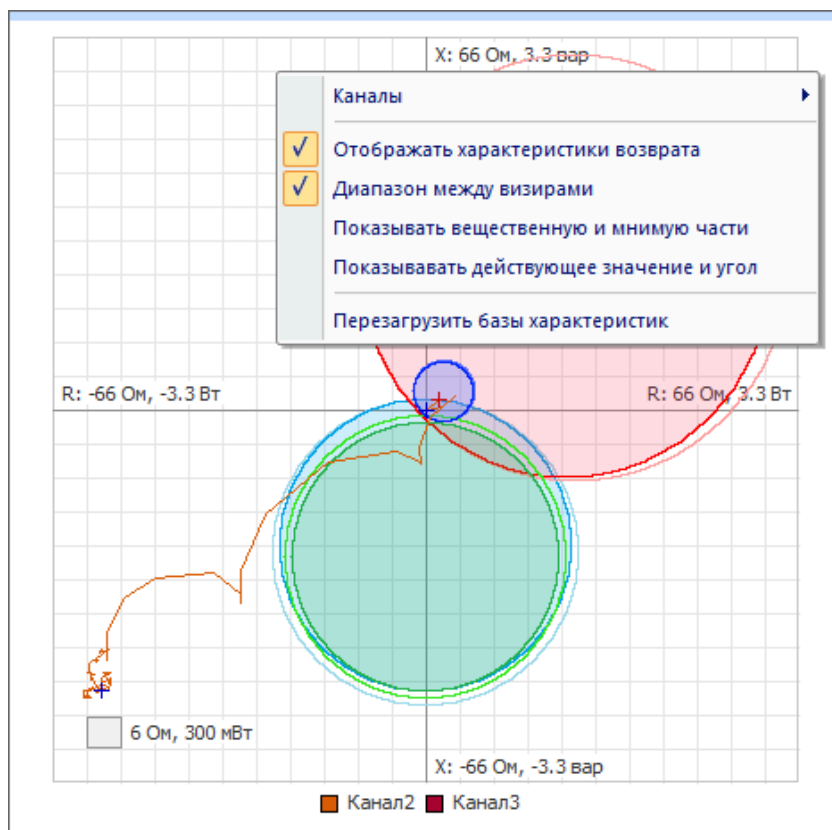 X: 66 Ом, 3.3 вар
Каналы
Отображать характеристики возврата
Диапазон между визирами
Показывать вещественную и мнимую части
Показывавать действующее значение и угол
Перезагрузить базы характеристик
R: -66 Ом, -3.3 Вт
R: 66 Ом, 3.3 Вт
6 Ом, 300 мВт
X: -66 Ом, -3.3 вар
Канал2 Канал3